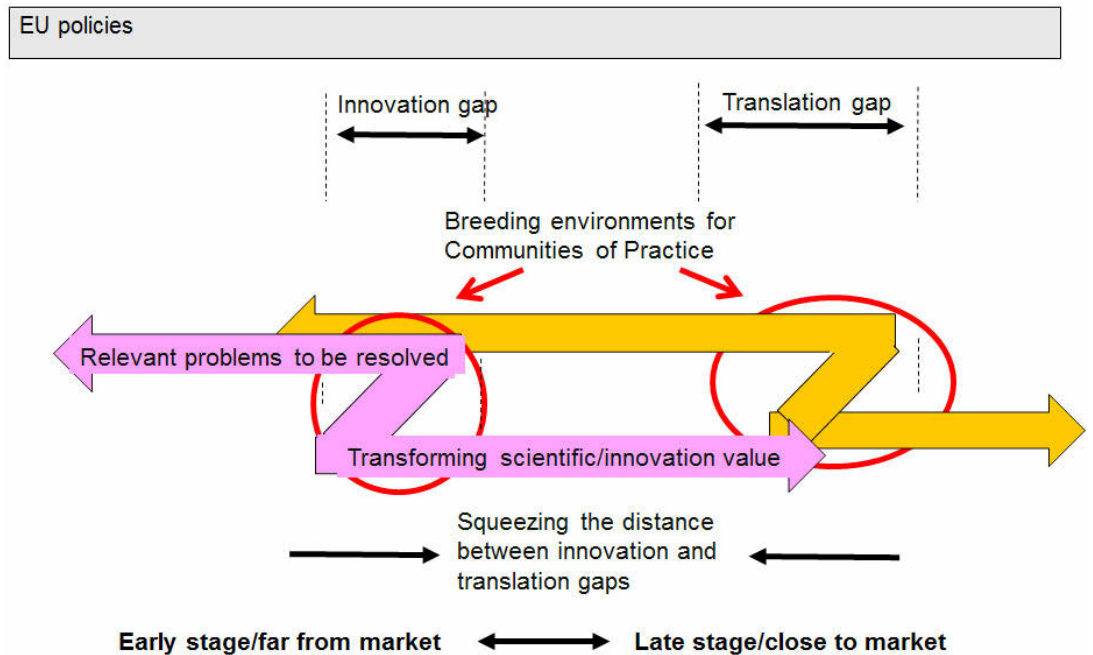 EU policies
Innovation gap
Translation gap
Breeding environments for
Communities of Practice
Relevant problems to be resolved
Transforming scientific/innovation value
Squeezing the distance
between innovation and
translation gaps
Early stage/far from market
Late stage/close to market